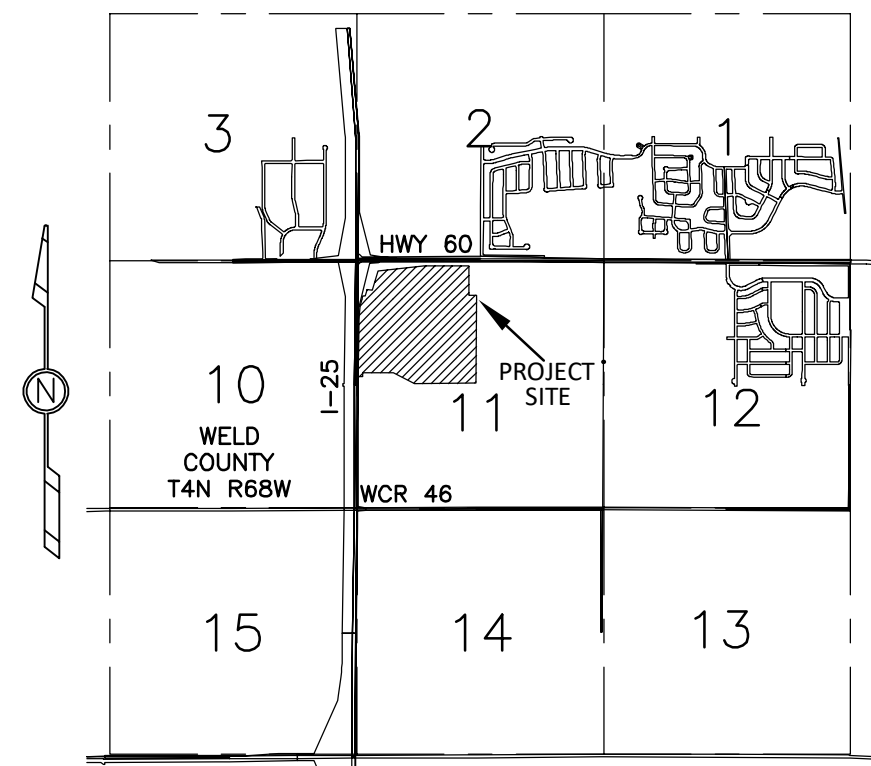 3
2
1
HWY 60
N
I-25
10
PROJECT
SITE
11
12
WELD
COUNTY
T4N R68W
WCR 46
15
14
13